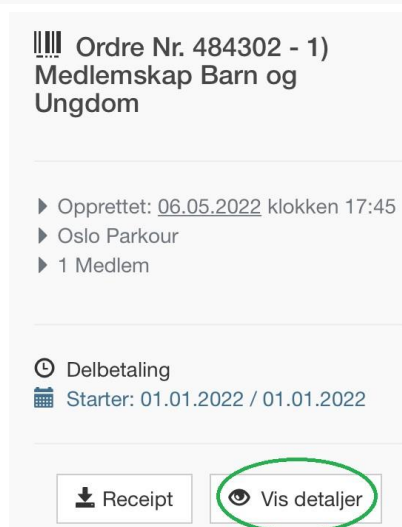 Ordre Nr. 484302 - 1)
Medlemskap Barn og
Ungdom
Opprettet: 06.05.2022 klokken 17:45
Oslo Parkour
1 Medlem
Delbetaling
Starter: 01.01.2022 / 01.01.2022
Receipt
Vis detaljer